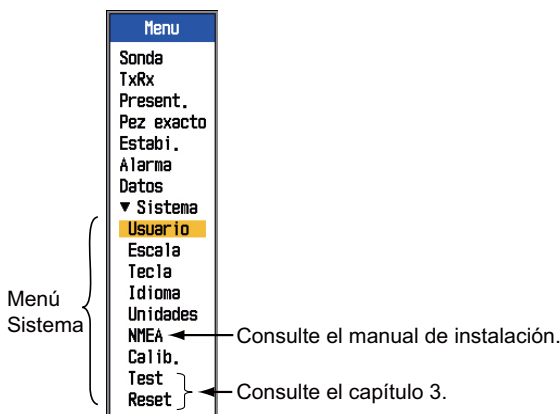 Menu
Sonda
TxRx
Present.
Pez exacto
Estabi.
Alarma
Datos
▼ Sistema
Usuario
Escala
Tecla
Idioma
Unidades
NMEA
Calib.
Test
Reset
Menú
Sistema
Consulte el manual de instalación.
Consulte el capítulo 3.